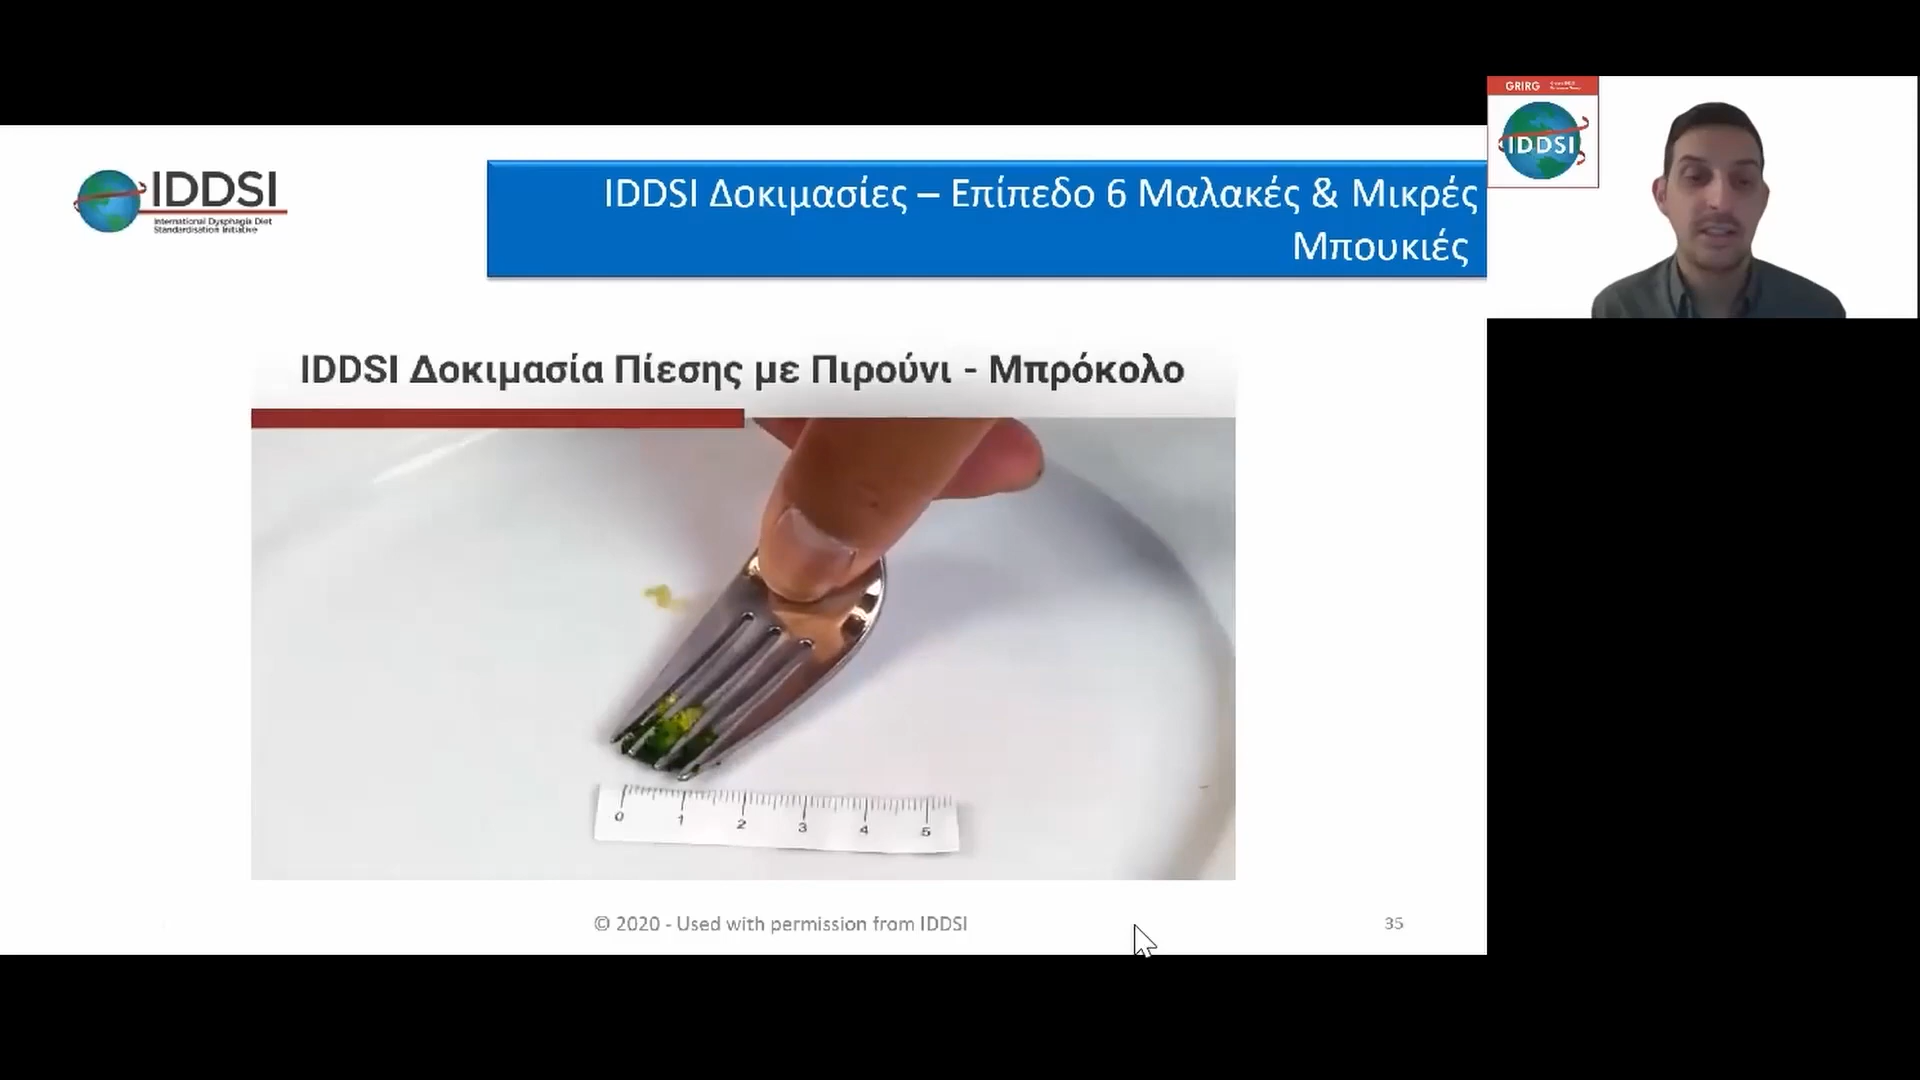 IDDSI
International Dysphagia Diet
Standardisation Initiative
IDDSI Δοκιμασίες – Επίπεδο 6 Μαλακές & Μικρές
Μπουκιές
GRIRG
IDDSI
IDDSI Δοκιμασία Πίεσης με Πιρούνι - Μπρόκολο
0 1 2 3 4 5
© 2020 - Used with permission from IDDSI
35